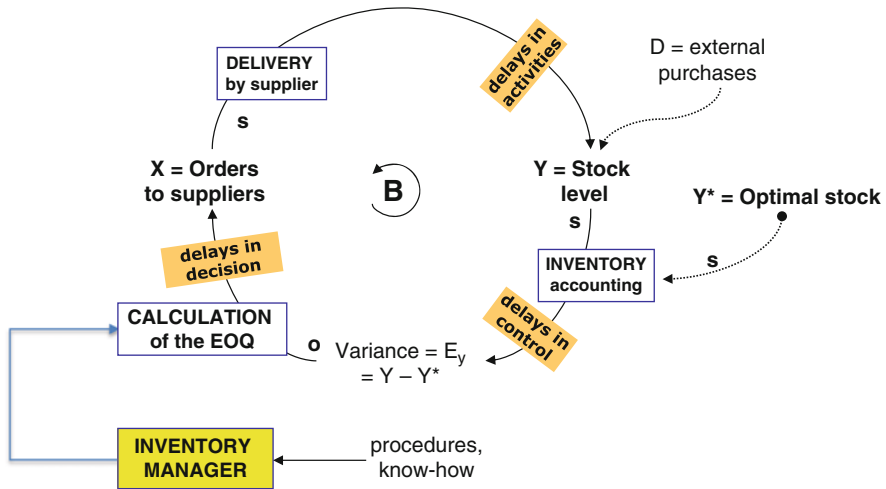 DELIVERY
by supplier
delays in
activities
D = external
purchases
s
X = Orders
to suppliers
B
Y = Stock
level
Y* = Optimal stock
s
s
delays in
decision
INVENTORY
accounting
delays in
control
CALCULATION
of the EOQ
o
Variance = Ey
= Y – Y*
INVENTORY
MANAGER
procedures,
know-how